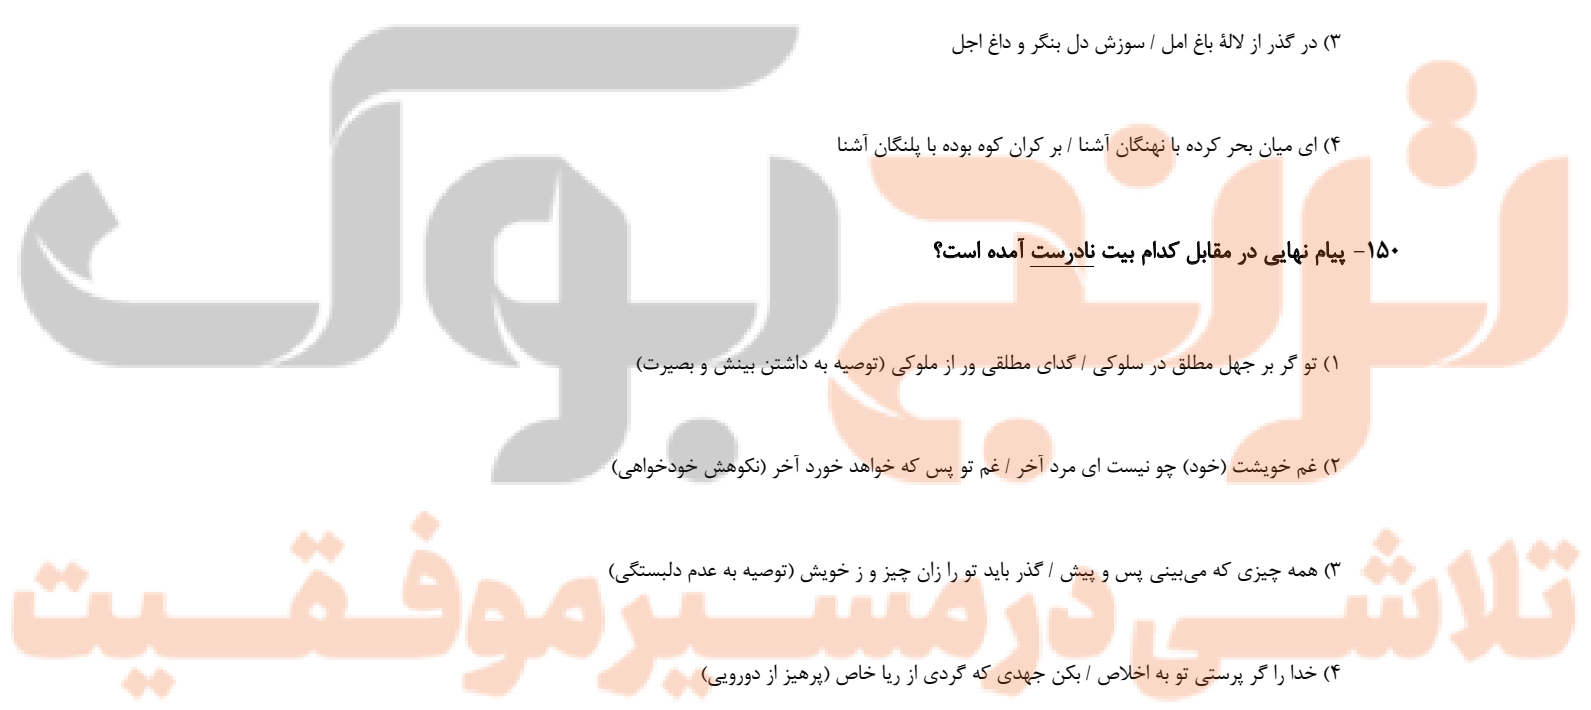 ۳) در گذر از لالهٔ باغ امل / سوزش دل بنگر و داغ اجل
۴) ای میان بحر کرده با نهنگان آشنا / بر کران کوه بوده با پلنگان آشنا
۱۵۰- پیام نهایی در مقابل کدام بیت نادرست آمده است؟
۱) تو گر بر جهل مطلق در سلوکی / گدای مطلقی ور از ملوکی (توصیه به داشتن بینش و بصیرت)
۲) غم خویشت (خود) چو نیست ای مرد آخر / غم تو پس که خواهد خورد آخر (نکوهش خودخواهی)
۳) همه چیزی که می‌بینی پس و پیش / گذر باید تو را زان چیز و ز خویش (توصیه به عدم دلبستگی)
۴) خدا را گر پرستی تو به اخلاص / بکن جهدی که گردی از ریا خاص (پرهیز از دورویی)
ترنج بوک
تلاشی در مسیر موفقیت